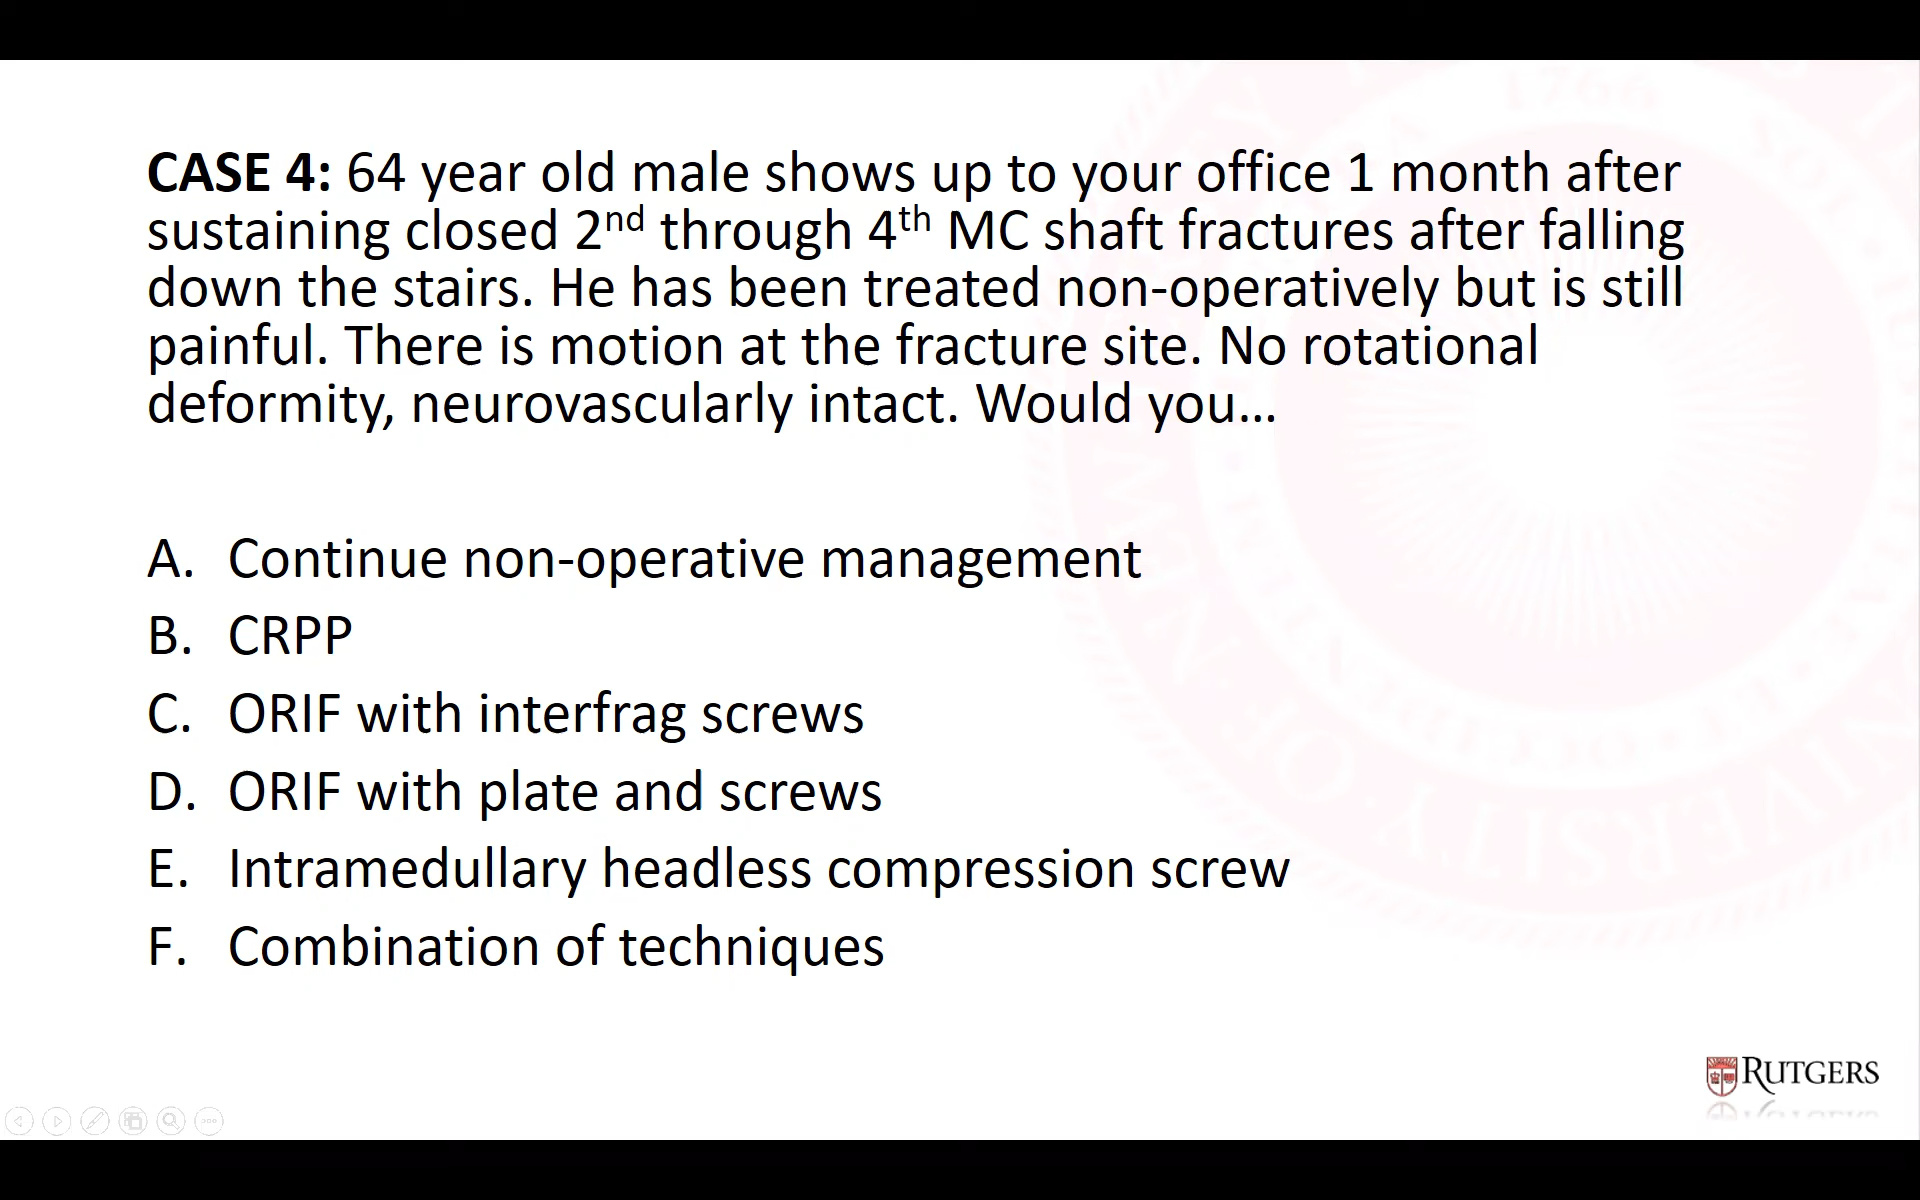 CASE 4: 64 year old male shows up to your office 1 month after
sustaining closed 2nd through 4th MC shaft fractures after falling
down the stairs. He has been treated non-operatively but is still
painful. There is motion at the fracture site. No rotational
deformity, neurovascularly intact. Would you...
A. Continue non-operative management
B. CRPP
C. ORIF with interfrag screws
D. ORIF with plate and screws
E. Intramedullary headless compression screw
F. Combination of techniques
RUTGERS